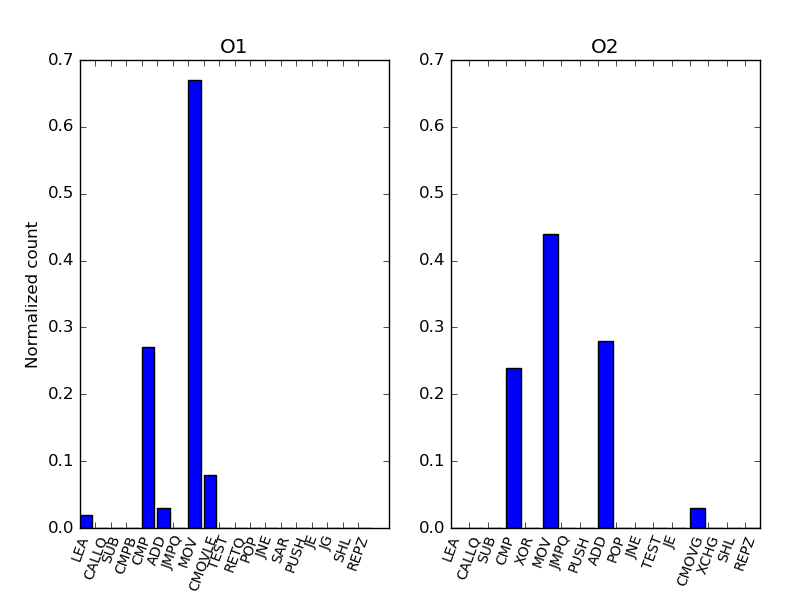 O1
O2
Normalized count
0.7
0.6
0.5
0.4
0.3
0.2
0.1
0.0
LEA
CALLQ
SUB
CMPB
CMP
ADD
JMPQ
MOV
CMOVLE
TEST
RETQ
POP
JNE
SAR
PUSH
JE
JG
SHL
REPZ
0.7
0.6
0.5
0.4
0.3
0.2
0.1
0.0
LEA
CALLQ
SUB
CMP
XOR
MOV
JMPQ
PUSH
ADD
POP
JNE
TEST
JE
CMOVG
XCHG
SHL
REPZ